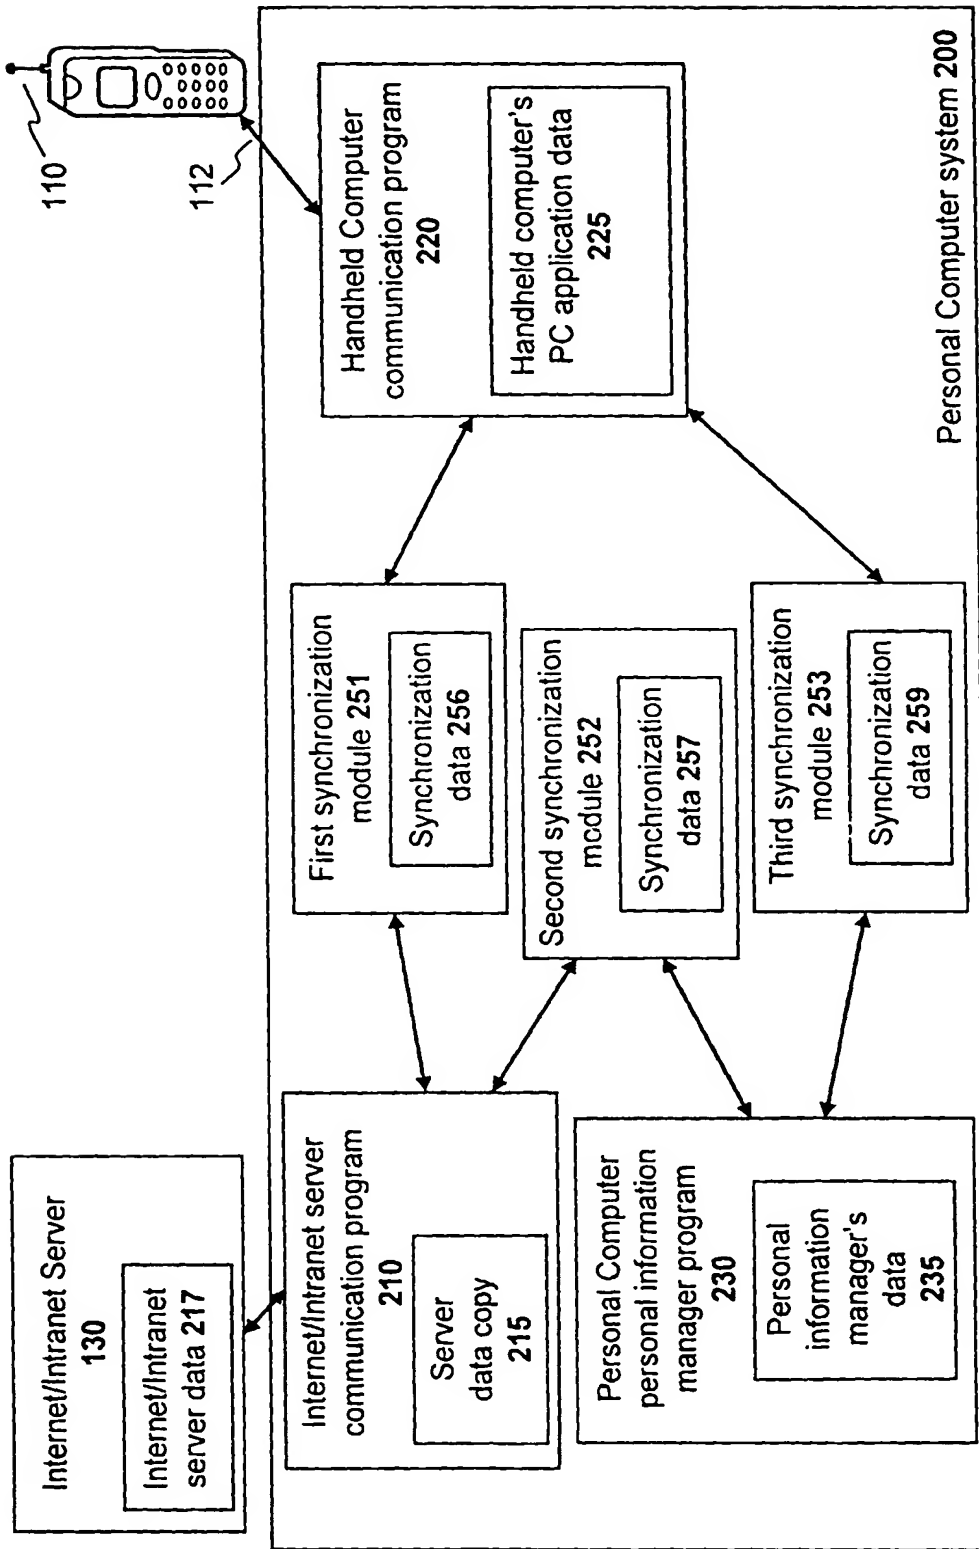 Internet/Intranet Server
130
Internet/Intranet
server data 217
110
112
Internet/Intranet server
communication program
210
Server
data copy
215
First synchronization
module 251
Synchronization
data 256
Handheld Computer
communication program
220
Handheld computer's
PC application data
225
Second synchronization
module 252
Synchronization
data 257
Personal Computer
personal information
manager program
230
Personal
information
manager's
data
235
Third synchronization
module 253
Synchronization
data 259
Personal Computer system 200